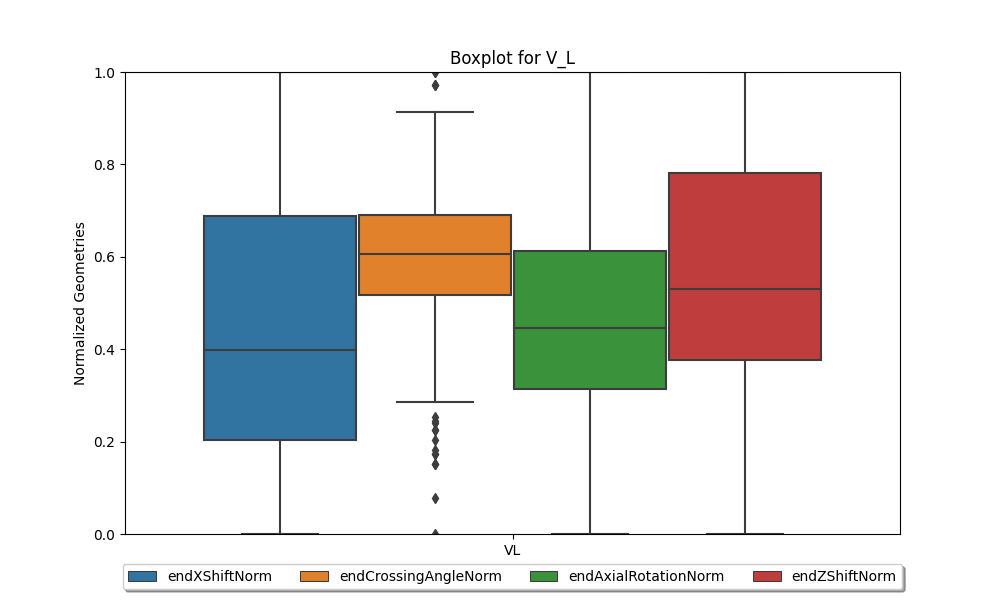 Boxplot for V_L
1.0
0.8
0.6
0.4
0.2
0.0
Normalized Geometries
VL
endXShiftNorm endCrossingAngleNorm endAxialRotationNorm endZShiftNorm